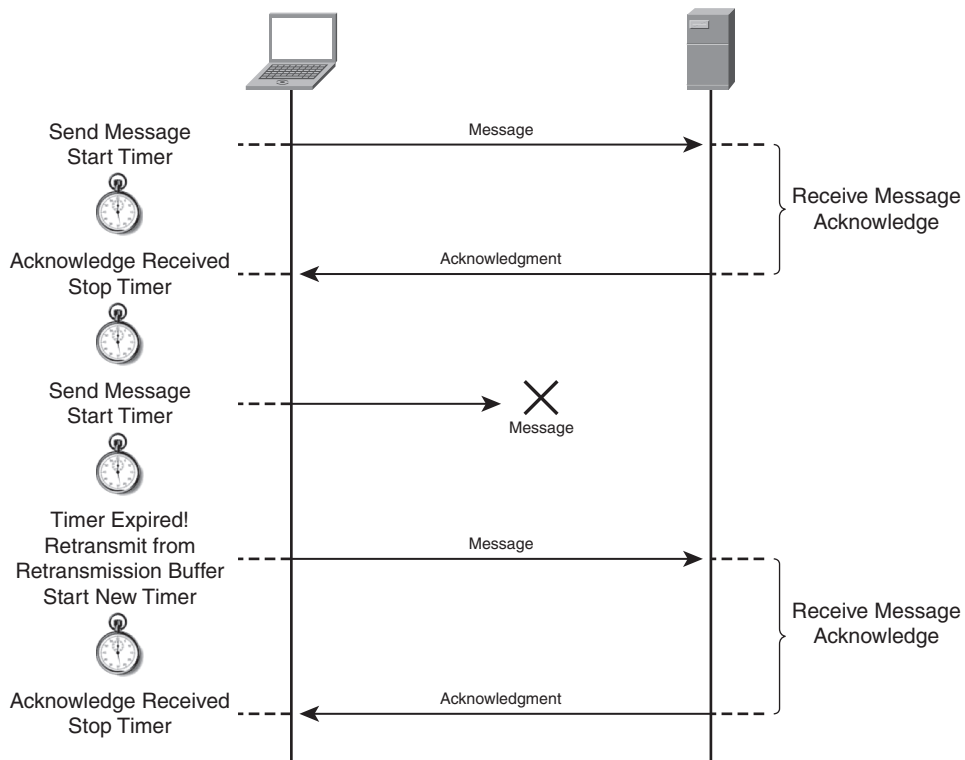 Send Message
Start Timer
Message
Receive Message
Acknowledge
Acknowledge Received
Stop Timer
Acknowledgment
Send Message
Start Timer
Message
Timer Expired!
Retransmit from
Retransmission Buffer
Start New Timer
Message
Receive Message
Acknowledge
Acknowledge Received
Stop Timer
Acknowledgment